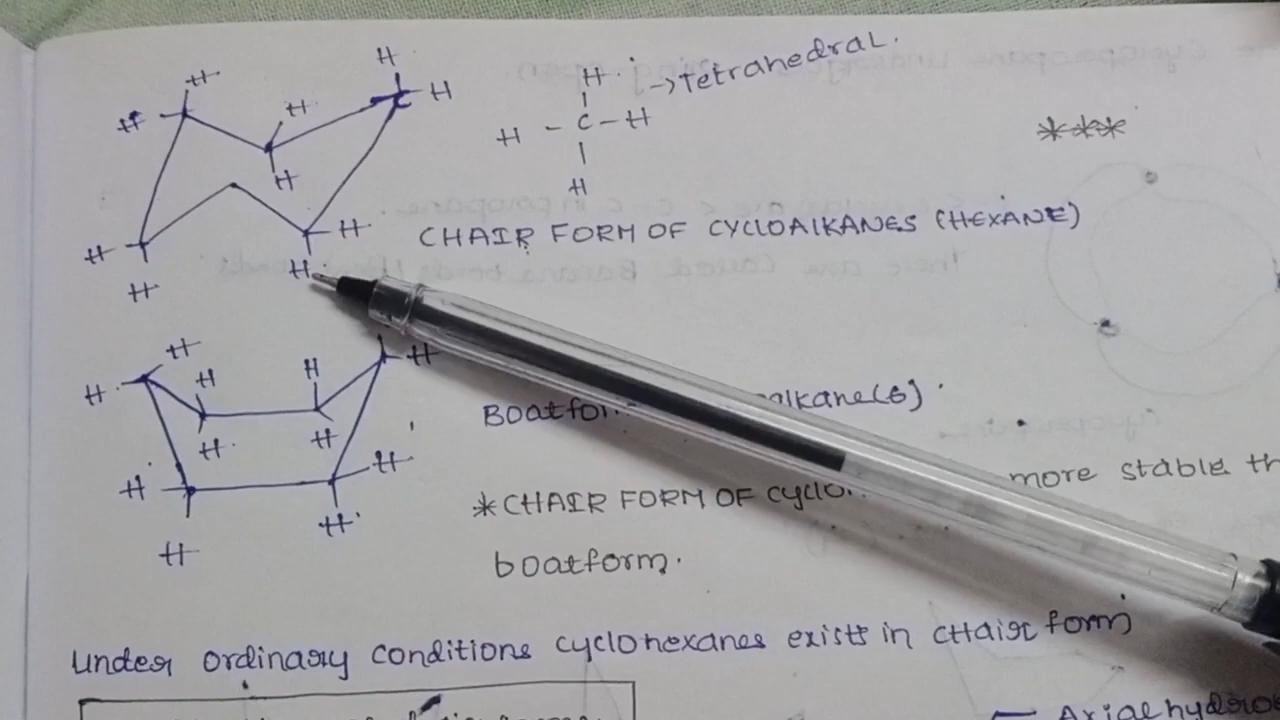 H
H
H
H
H
H
H
H
H
H
H
H – C – H
H
→ Tetrahedral.
***
CHAIR FORM OF CYCLOALKANES (HEXANE)
H
H
H
H
H
H
H
H
H
H
H
Boatfo alkane(6).
*CHAIR FORM OF cyclo more stable th
boatform.
Under ordinary conditions cyclohexanes exists in cHair form
Axial hydro